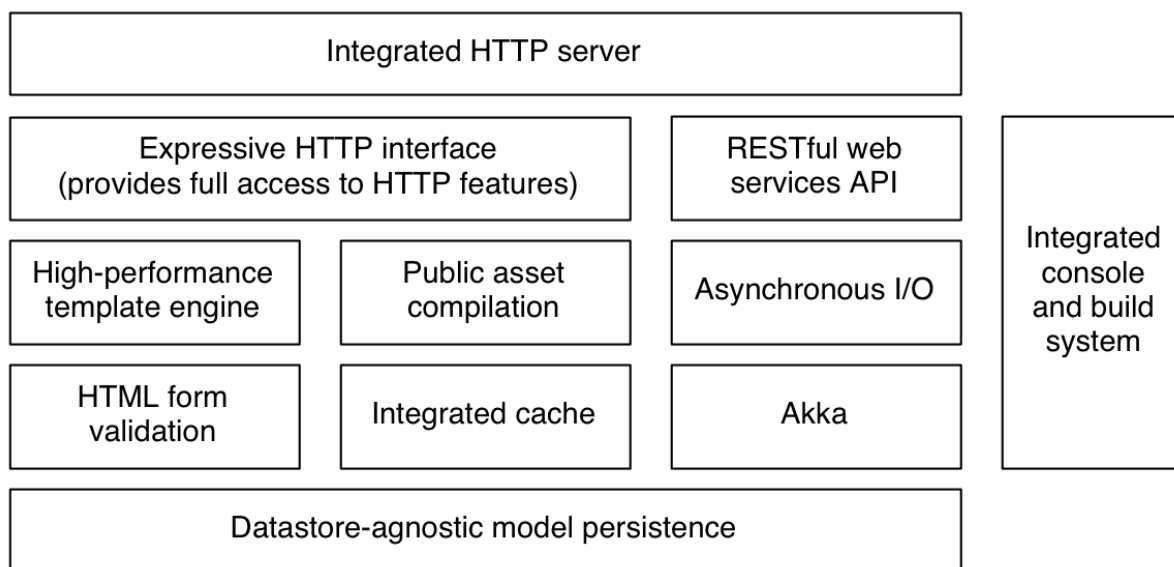 Integrated HTTP server
Expressive HTTP interface
(provides full access to HTTP features)
RESTful web
services API
Integrated
console
and build
system
High-performance
template engine
Public asset
compilation
Asynchronous I/O
HTML form
validation
Integrated cache
Akka
Datastore-agnostic model persistence